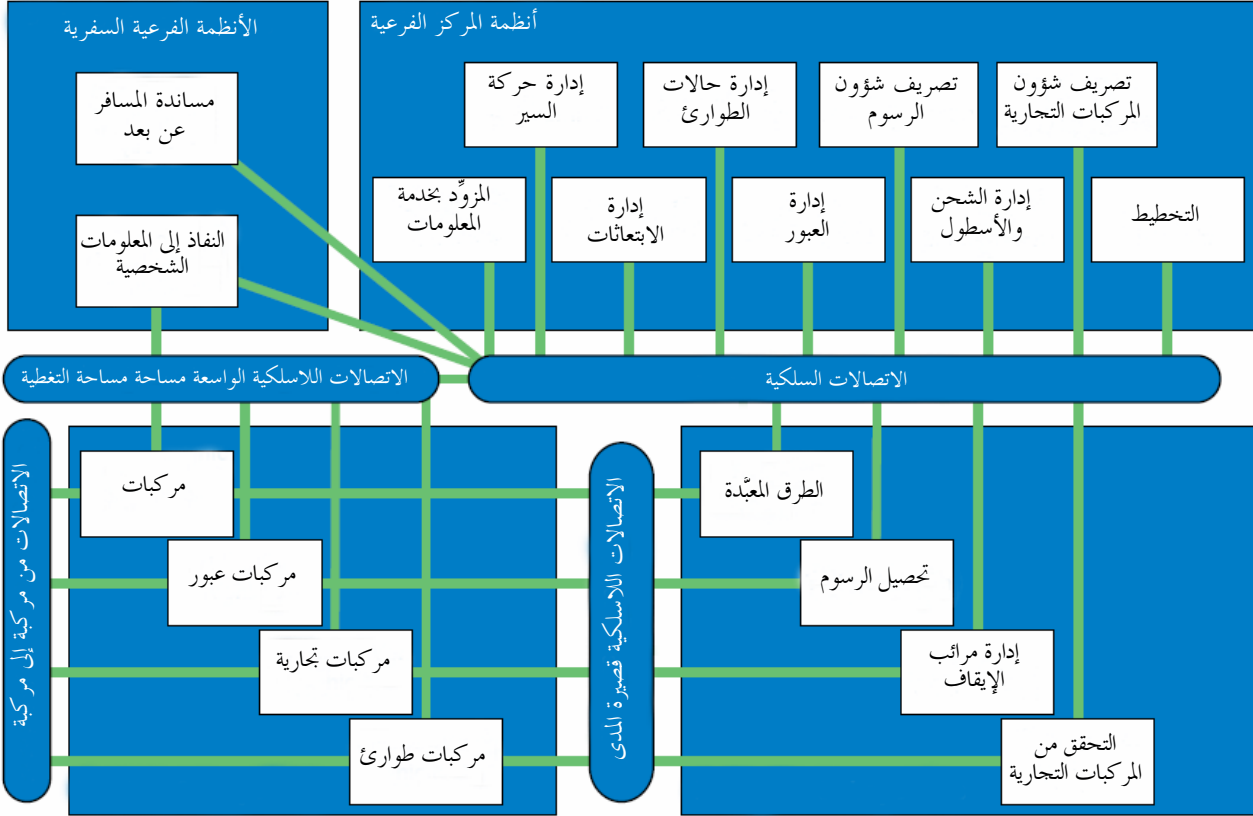 أنظمة المركز الفرعية
الأنظمة الفرعية السفرية
تصريف شؤون
المركبات التجارية
تصريف شؤون
الرسوم
إدارة حالات
الطوارئ
إدارة حركة
السير
مساندة المسافر
عن بعد
التخطيط
إدارة الشحن
والأسطول
إدارة
العبور
إدارة
الابتعاثات
المزوِّد بخدمة
المعلومات
النفاذ إلى المعلومات
الشخصية
الاتصالات السلكية
الاتصالات اللاسلكية الواسعة مساحة مساحة التغطية
الطرق المعبَّدة
تحصيل الرسوم
إدارة مرائب
الإيقاف
التحقق من
المركبات التجارية
الاتصالات اللاسلكية قصيرة المدى
مركبات
مركبات عبور
مركبات تجارية
مركبات طوارئ
الاتصالات من مركبة إلى مركبة